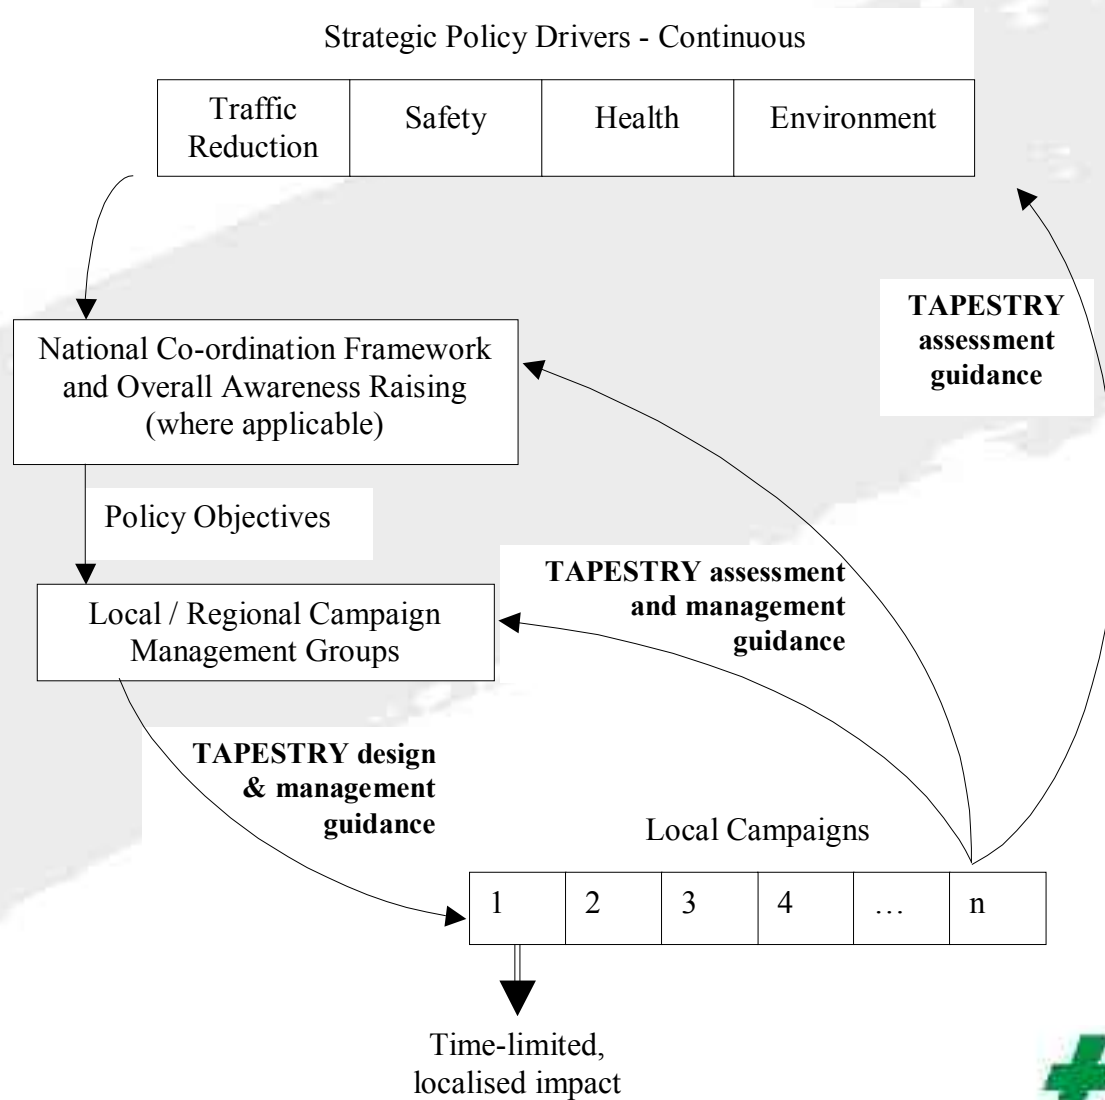 Strategic Policy Drivers - Continuous
Traffic
Reduction
Safety
Health
Environment
TAPESTRY
assessment
guidance
National Co-ordination Framework
and Overall Awareness Raising
(where applicable)
Policy Objectives
TAPESTRY assessment
and management
guidance
Local / Regional Campaign
Management Groups
TAPESTRY design
& management
guidance
Local Campaigns
1
2
3
4
…
n
Time-limited,
localised impact